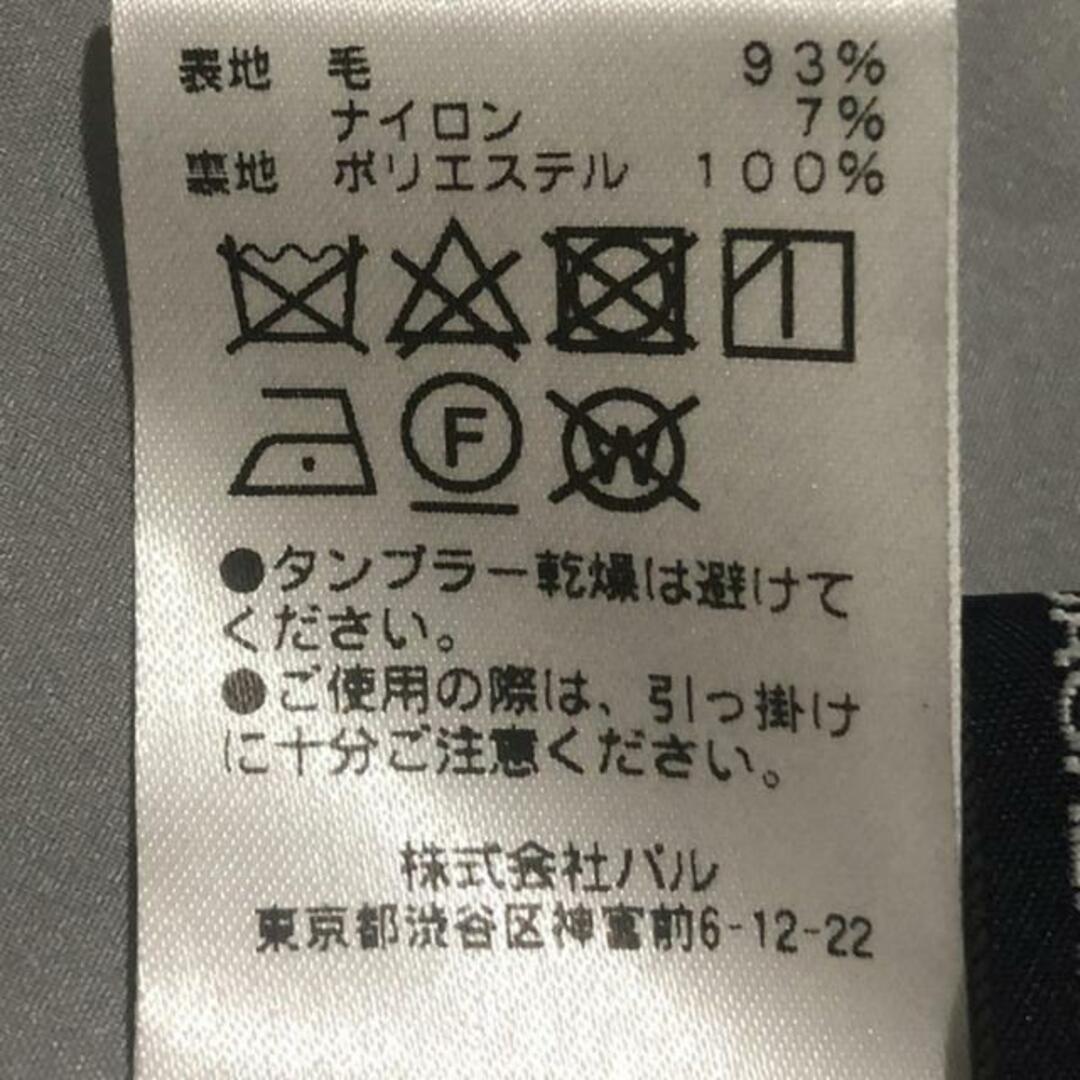 表地 毛 93%
ナイロン 7%
裏地 ポリエステル 100%
F
W
●タンブラー乾燥は避けて
ください。
●ご使用の際は、引っ掛け
に十分ご注意ください。
株式会社パル
東京都渋谷区神宮前6-12-22